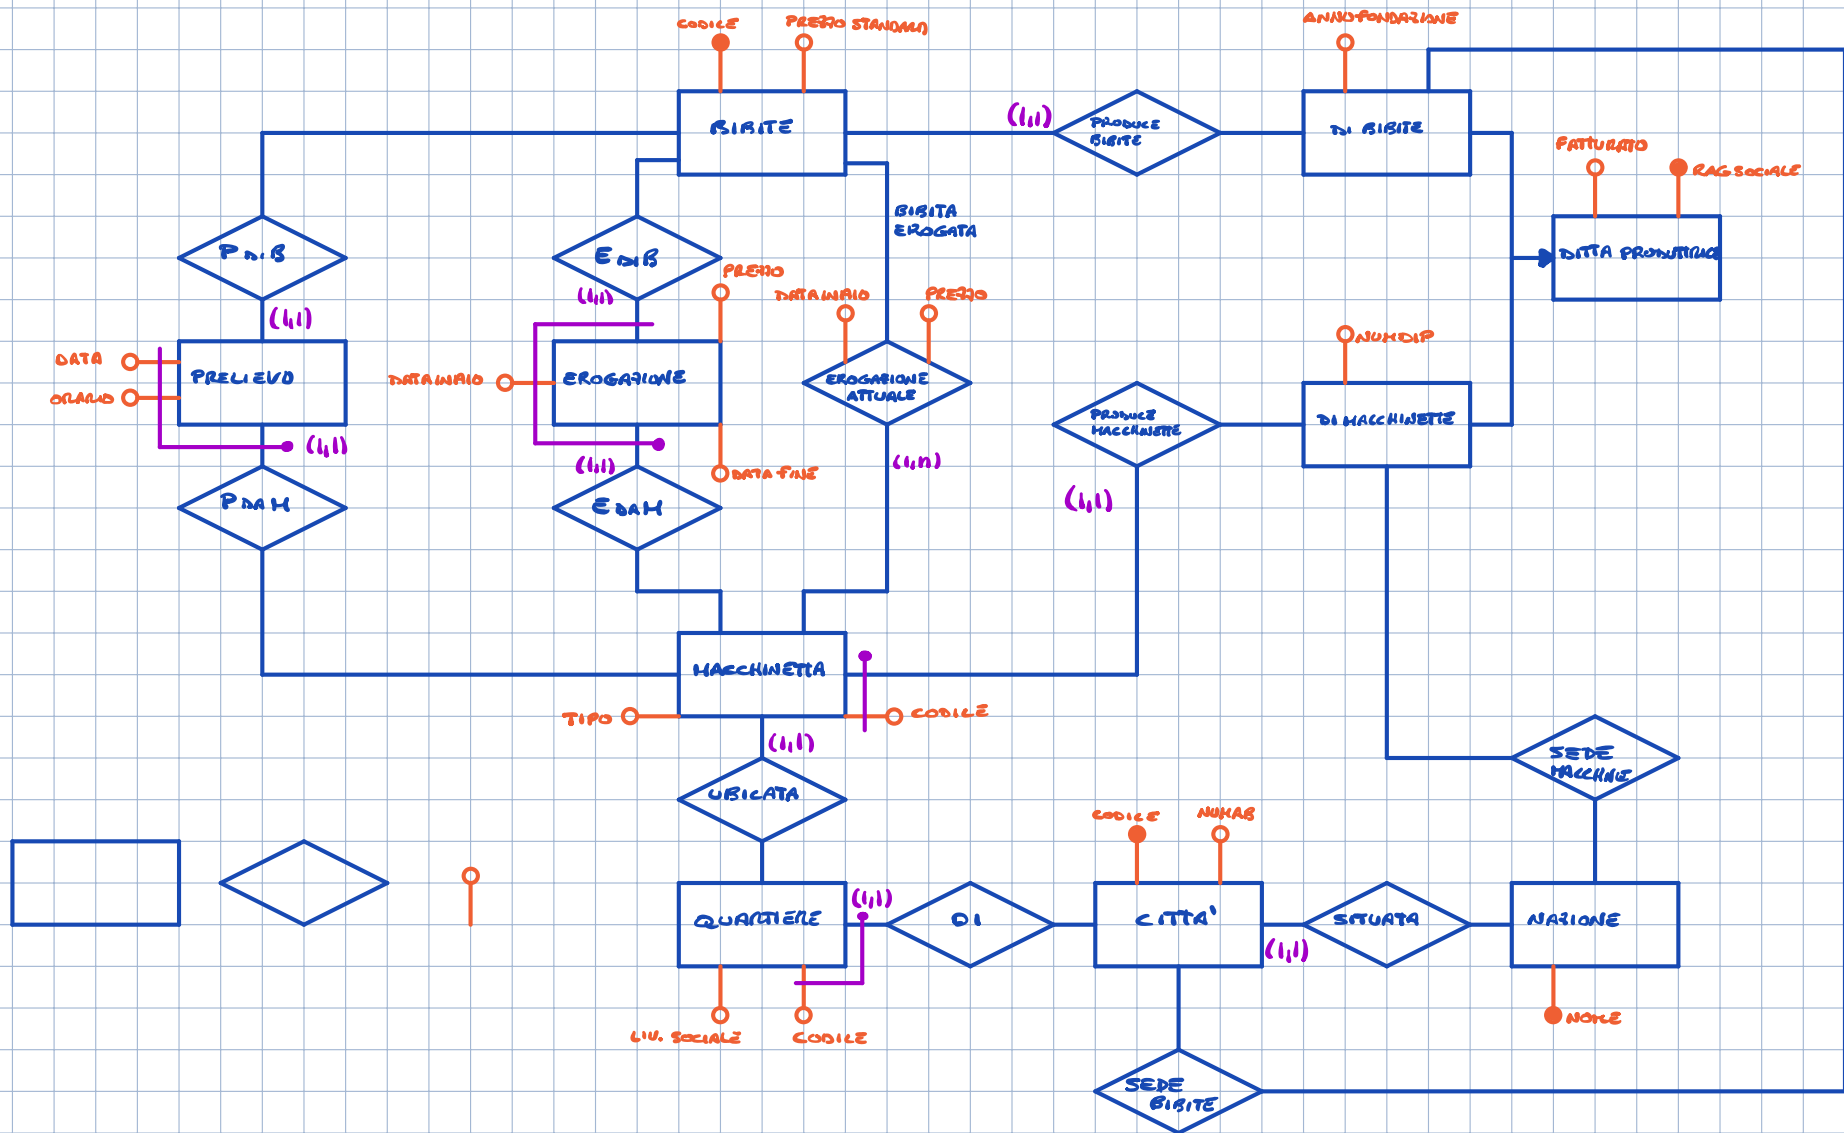 CODICE
PREZZO STANDARD
ANNO FONDAZIONE
BIBITE
(1,1)
PRODUCE
BIBITE
DI BIBITE
FATTURATO
RAG SOCIALE
BIBITA
EROGATA
P DI B
E DI B
DITTA PRODUTTRICE
PREZZO
DATA INIZIO
PREZZO
(1,1)
(1,1)
NUMDIP
DATA
PRELIEVO
ORARIO
DATA INIZIO
EROGAZIONE
EROGAZIONE
ATTUALE
PRODUCE
MACCHINETTE
DI MACCHINETTE
(1,1)
(1,1)
DATA FINE
(1,n)
(1,1)
P DA M
E DA M
MACCHINETTA
TIPO
CODICE
(1,1)
UBICATA
SEDE
MACCHINE
CODICE
NUMAB
QUARTIERE
(1,1)
DI
CITTA'
(1,1)
SITUATA
NAZIONE
LIV. SOCIALE
CODICE
NOME
SEDE
BIBITE